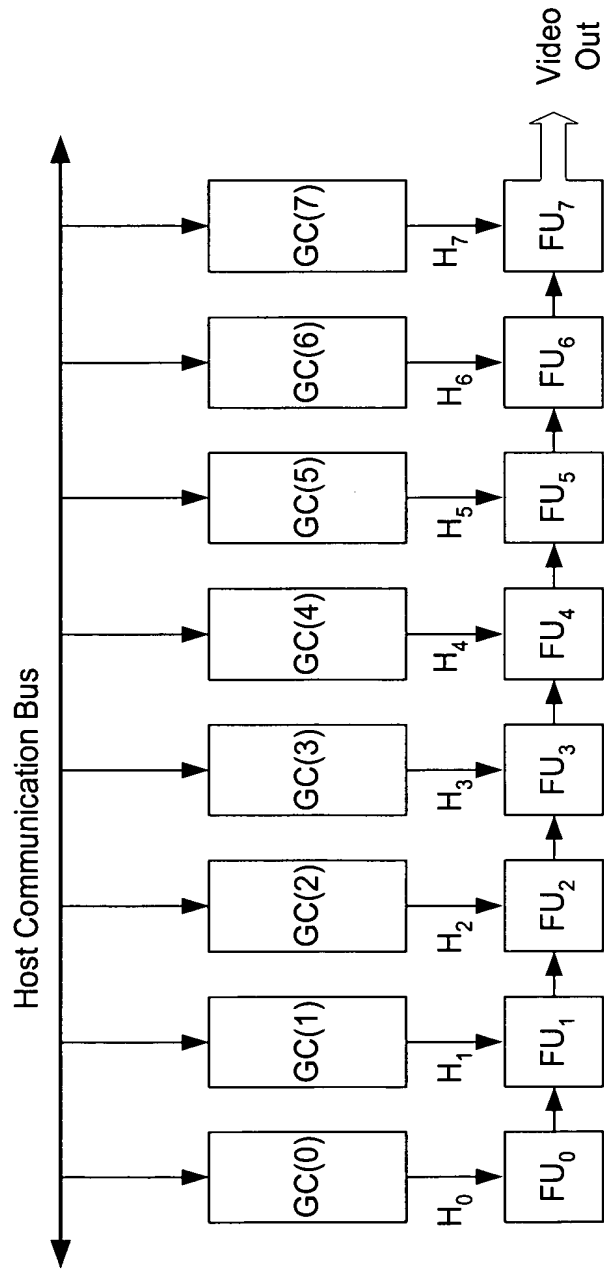 Host Communication Bus
GC(0) GC(1) GC(2) GC(3) GC(4) GC(5) GC(6) GC(7)
H₀ H₁ H₂ H₃ H₄ H₅ H₆ H₇
FU₀ FU₁ FU₂ FU₃ FU₄ FU₅ FU₆ FU₇
Video
Out